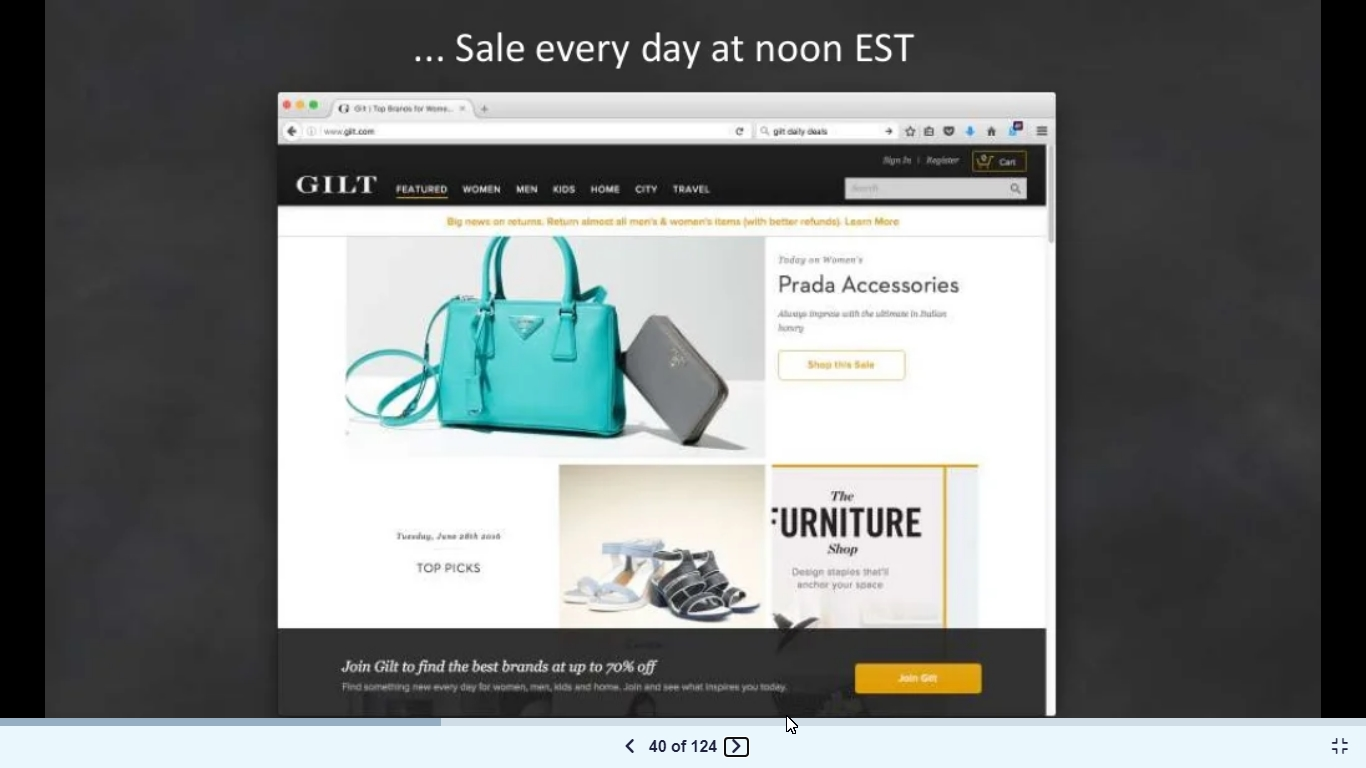 ... Sale every day at noon EST
Gilt | Top Brands for Wome...
www.gilt.com
gilt daily deals
Sign In | Register
Cart
GILT
FEATURED WOMEN MEN KIDS HOME CITY TRAVEL
Search
Big news on returns. Return almost all men's & women's items (with better refunds). Learn More
Today on Women's
Prada Accessories
Always impress with the ultimate in Italian
luxury
Shop this Sale
Tuesday, June 28th 2016
TOP PICKS
The
FURNITURE
Shop
Design staples that'll
anchor your space
Join Gilt to find the best brands at up to 70% off
Find something new every day for women, men, kids and home. Join and see what inspires you today.
Join Gilt
40 of 124